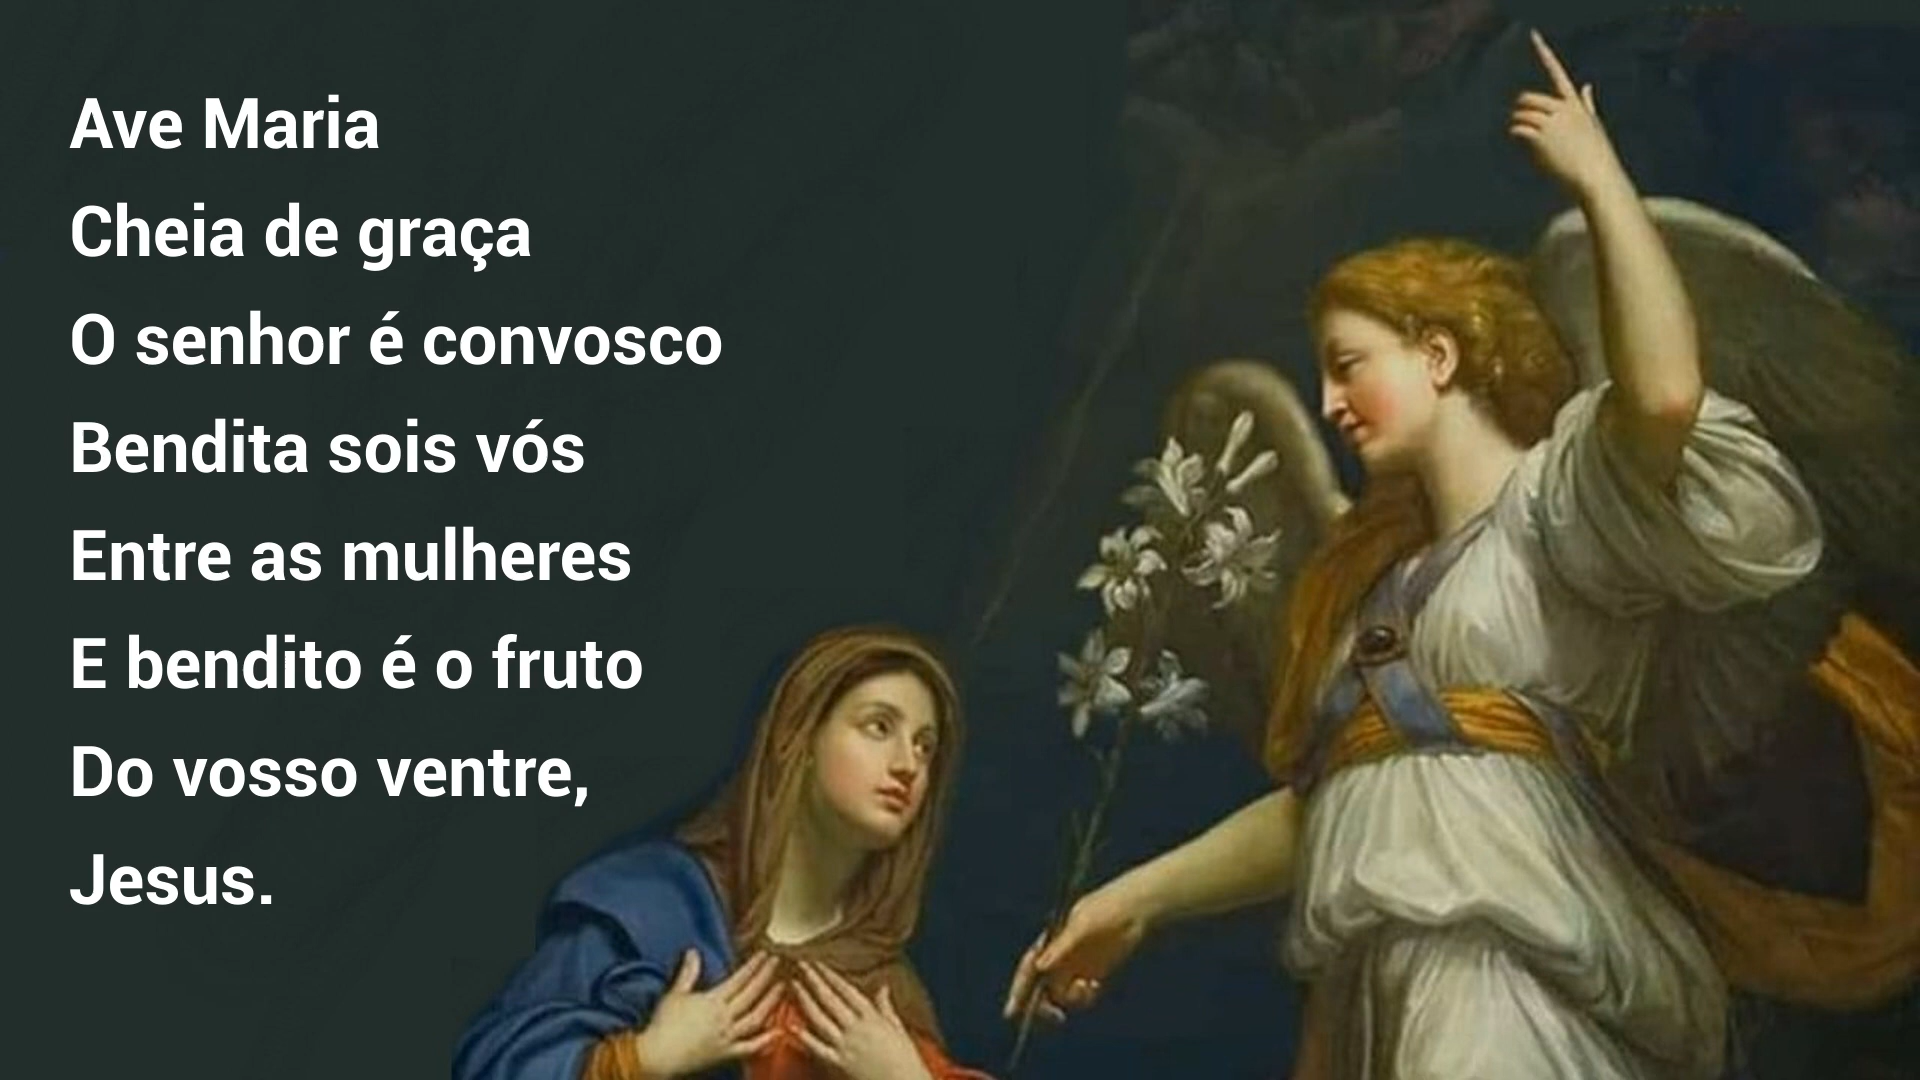 Ave Maria
Cheia de graça
O senhor é convosco
Bendita sois vós
Entre as mulheres
E bendito é o fruto
Do vosso ventre,
Jesus.